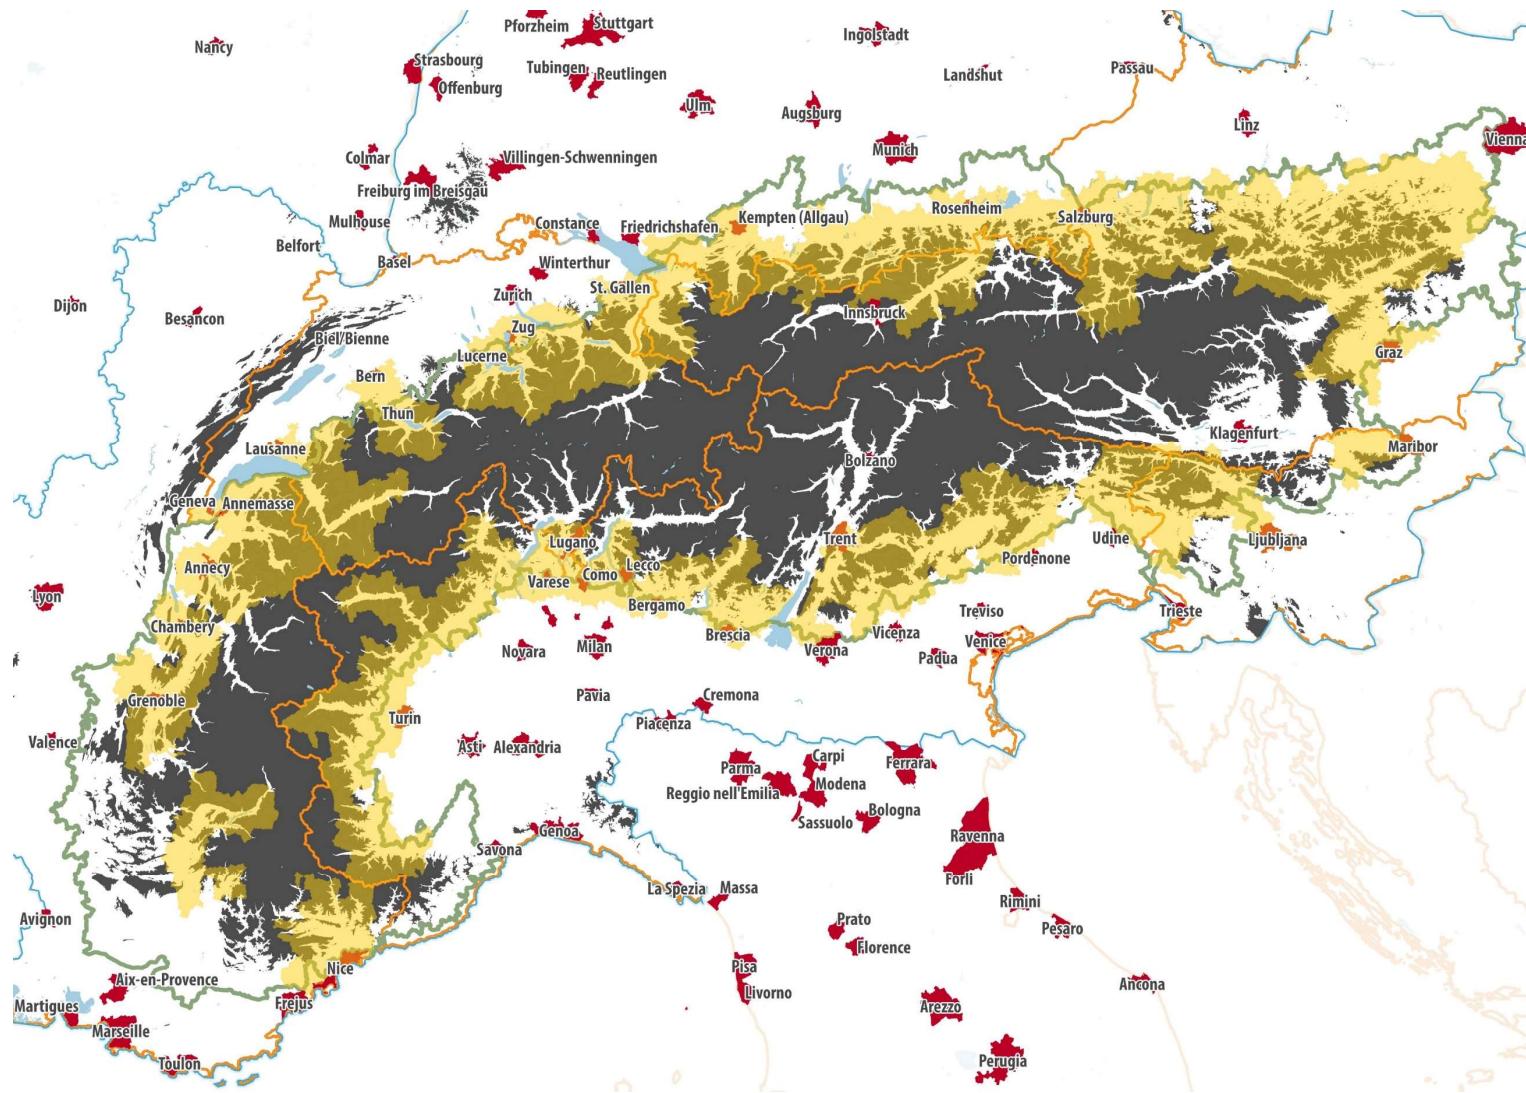 Pforzheim
Stuttgart
Ingolstadt
Nancy
Strasbourg
Tubingen
Reutlingen
Landshut
Passau
Offenburg
Ulm
Augsburg
Linz
Vienna
Colmar
Villingen-Schwenningen
Munich
Freiburg im Breisgau
Mulhouse
Constance
Friedrichshafen
Kempten (Allgau)
Rosenheim
Salzburg
Belfort
Basel
Winterthur
St. Gallen
Zurich
Dijon
Besancon
Innsbruck
Biel/Bienne
Zug
Lucerne
Graz
Bern
Thun
Klagenfurt
Maribor
Lausanne
Bolzano
Geneva
Annemasse
Lugano
Trent
Udine
Ljubljana
Annecy
Varese
Como
Lecco
Pordenone
Lyon
Bergamo
Treviso
Trieste
Chambery
Brescia
Vicenza
Venice
Novara
Milan
Verona
Padua
Grenoble
Pavia
Cremona
Turin
Piacenza
Valence
Asti
Alexandria
Parma
Carpi
Ferrara
Reggio nell'Emilia
Modena
Bologna
Sassuolo
Genoa
Ravenna
Savona
Forli
La Spezia
Massa
Rimini
Avignon
Prato
Pesaro
Florence
Nice
Pisa
Aix-en-Provence
Ancona
Livorno
Martigues
Frejus
Arezzo
Marseille
Toulon
Perugia